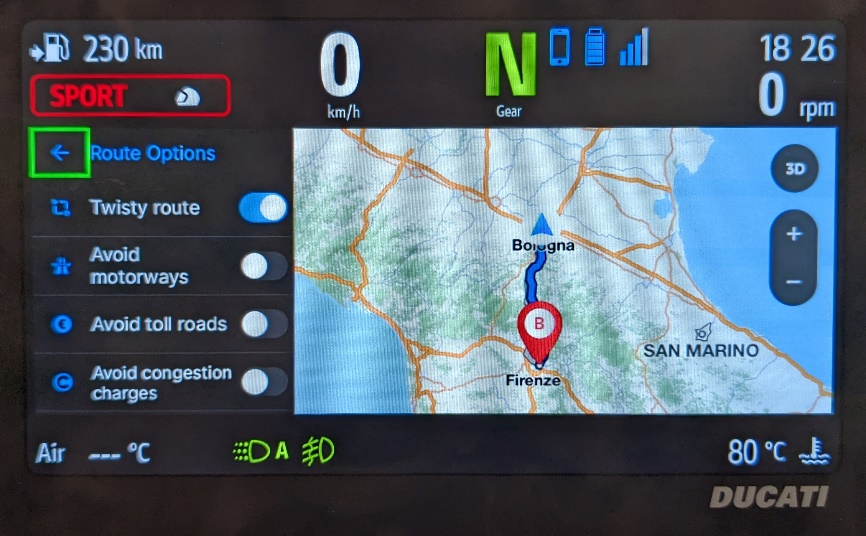 230 km
0
km/h
N
Gear
18 26
0 rpm
SPORT
Route Options
Twisty route
Avoid
motorways
Avoid toll roads
Avoid congestion
charges
3D
+
−
Bologna
B
Firenze
SAN MARINO
Air --- °C
A
80 °C
DUCATI